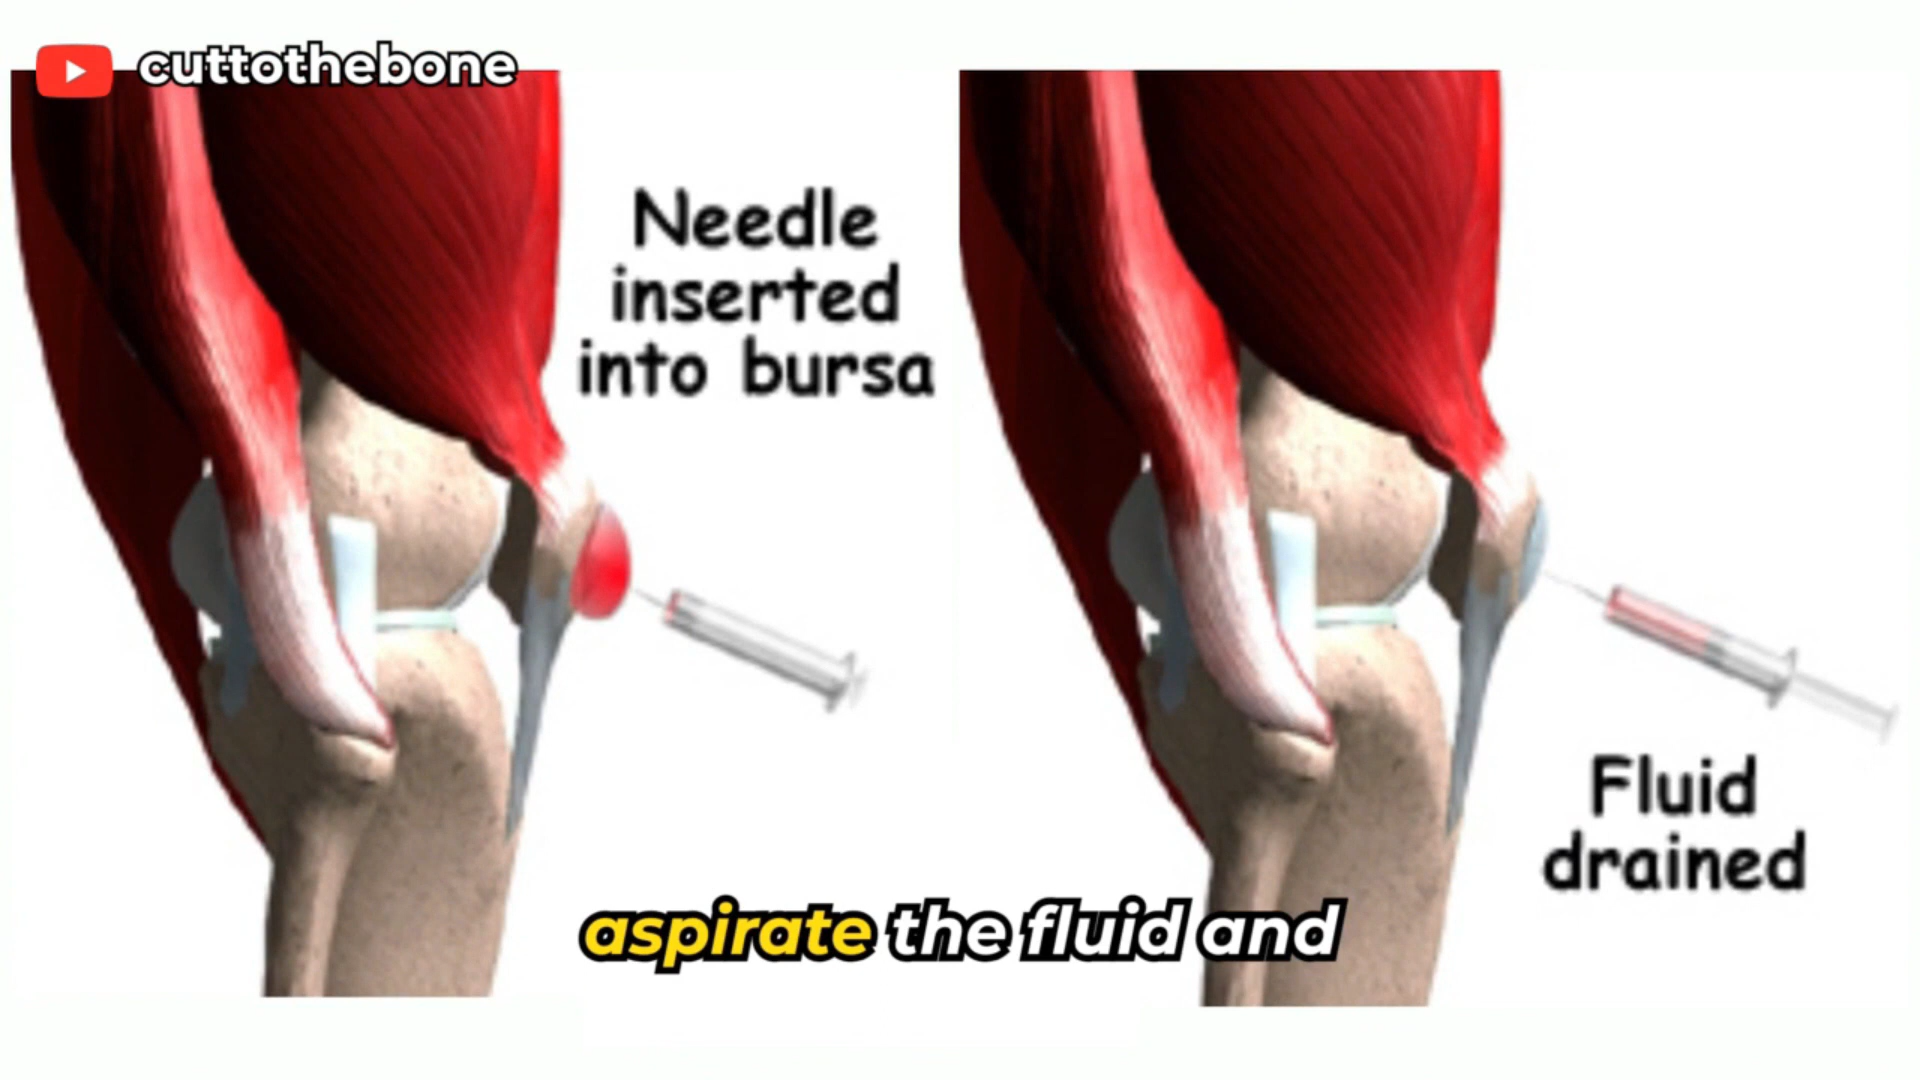 cuttothebone
Needle
inserted
into bursa
Fluid
drained
aspirate the fluid and